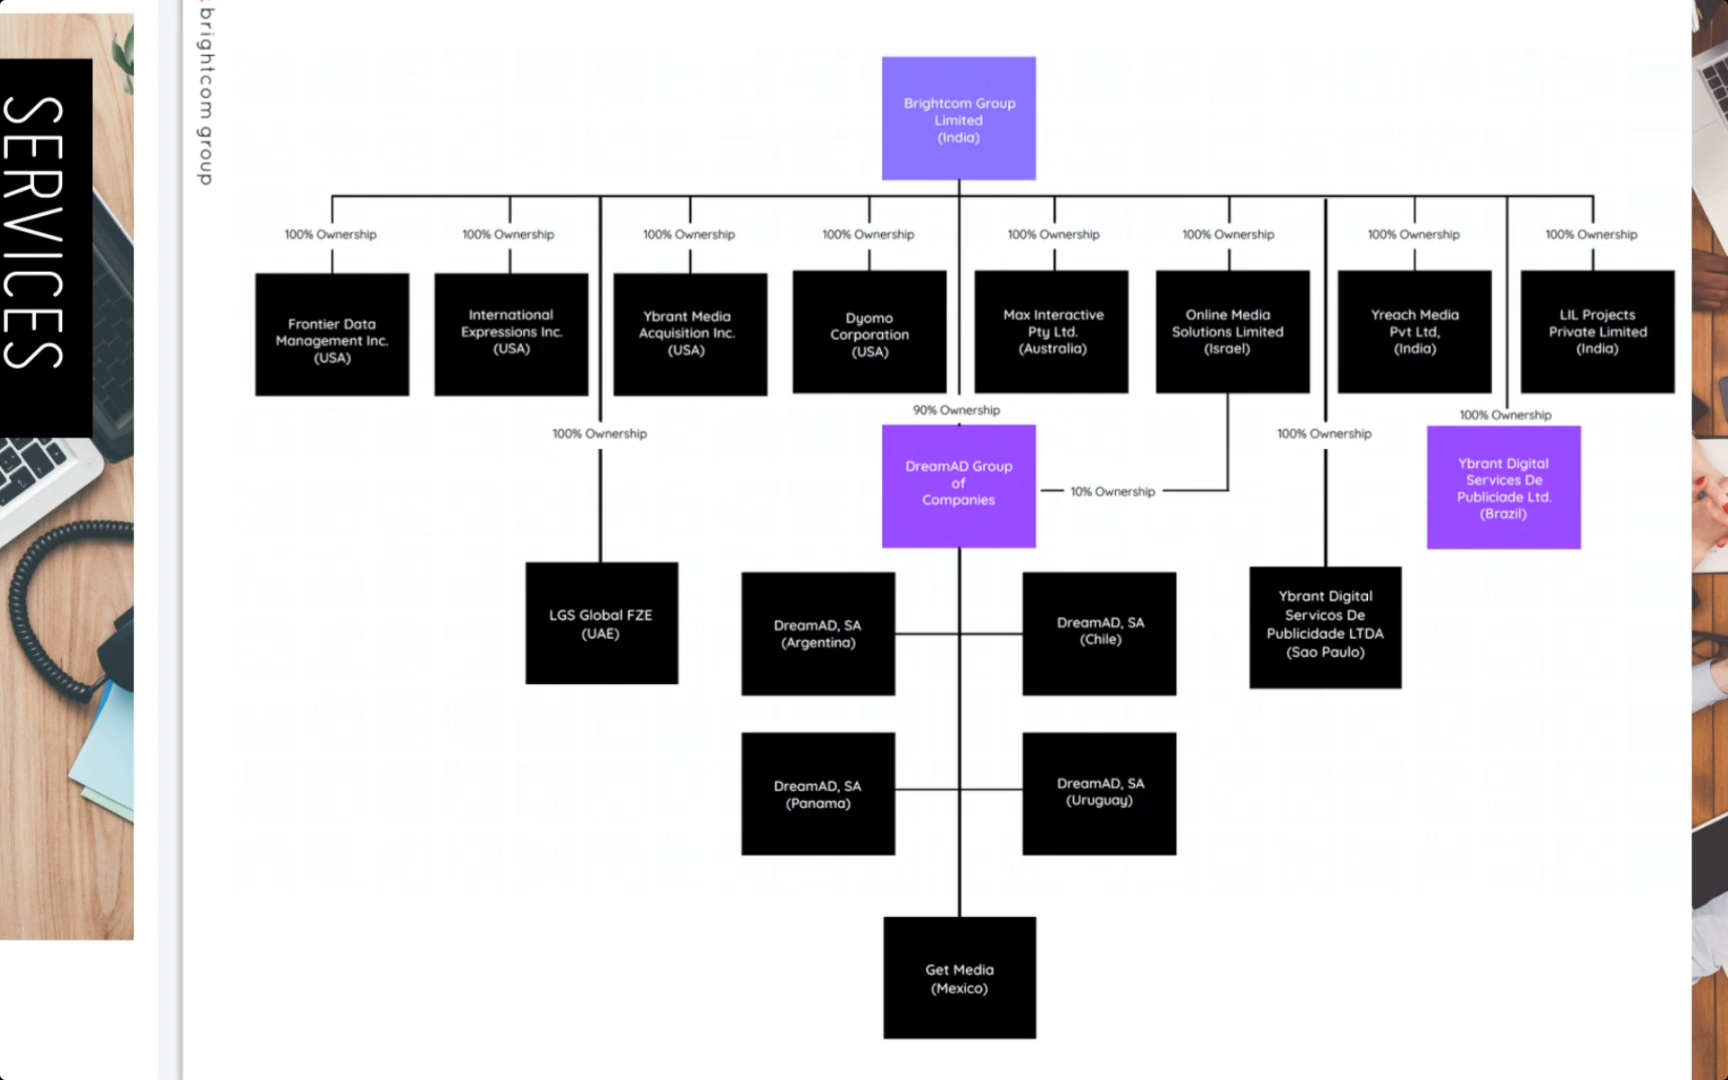 SERVICES
brightcom group
Brightcom Group
Limited
(India)
100% Ownership
100% Ownership
100% Ownership
100% Ownership
100% Ownership
100% Ownership
100% Ownership
100% Ownership
Frontier Data
Management Inc.
(USA)
International
Expressions Inc.
(USA)
Ybrant Media
Acquisition Inc.
(USA)
Dyomo
Corporation
(USA)
Max Interactive
Pty Ltd.
(Australia)
Online Media
Solutions Limited
(Israel)
Yreach Media
Pvt Ltd,
(India)
LIL Projects
Private Limited
(India)
90% Ownership
100% Ownership
100% Ownership
100% Ownership
DreamAD Group
of
Companies
10% Ownership
Ybrant Digital
Services De
Publiciade Ltd.
(Brazil)
LGS Global FZE
(UAE)
DreamAD, SA
(Argentina)
DreamAD, SA
(Chile)
Ybrant Digital
Servicos De
Publicidade LTDA
(Sao Paulo)
DreamAD, SA
(Panama)
DreamAD, SA
(Uruguay)
Get Media
(Mexico)